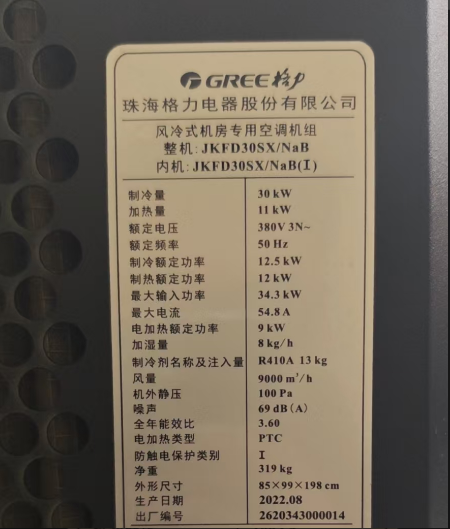 GREE格力
珠海格力电器股份有限公司
风冷式机房专用空调机组
整机:JKFD30SX/NaB
内机:JKFD30SX/NaB(I)
制冷量 30 kW
加热量 11 kW
额定电压 380V 3N~
额定频率 50 Hz
制冷额定功率 12.5 kW
制热额定功率 12 kW
最大输入功率 34.3 kW
最大电流 54.8 A
电加热额定功率 9 kW
加湿量 8 kg/h
制冷剂名称及注入量 R410A 13 kg
风量 9000 m³/h
机外静压 100 Pa
噪声 69 dB(A)
全年能效比 3.60
电加热类型 PTC
防触电保护类别 I
净重 319 kg
外形尺寸 85×99×198 cm
生产日期 2022.08
出厂编号 2620343000014